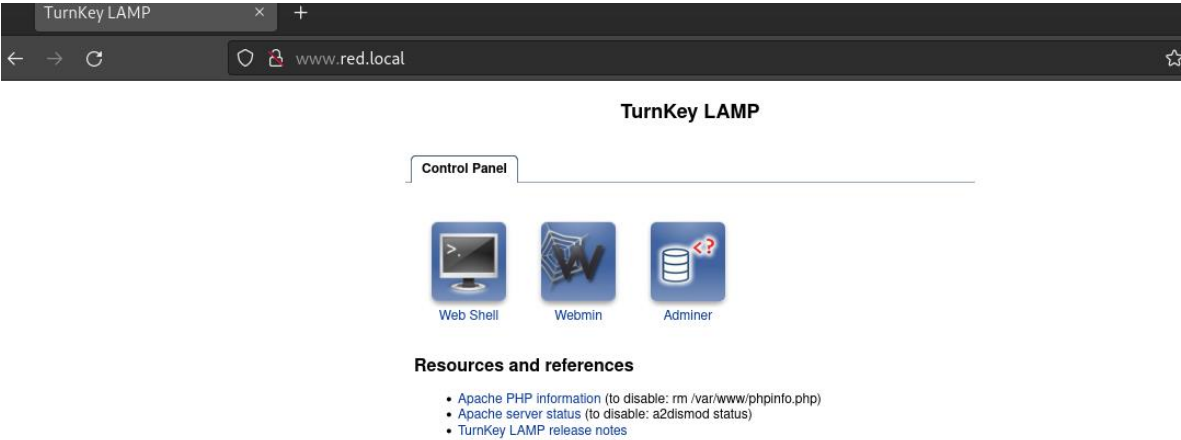 TurnKey LAMP
www.red.local
TurnKey LAMP
Control Panel
>_
W
<?
Web Shell Webmin Adminer
Resources and references
• Apache PHP information (to disable: rm /var/www/phpinfo.php)
• Apache server status (to disable: a2dismod status)
• TurnKey LAMP release notes